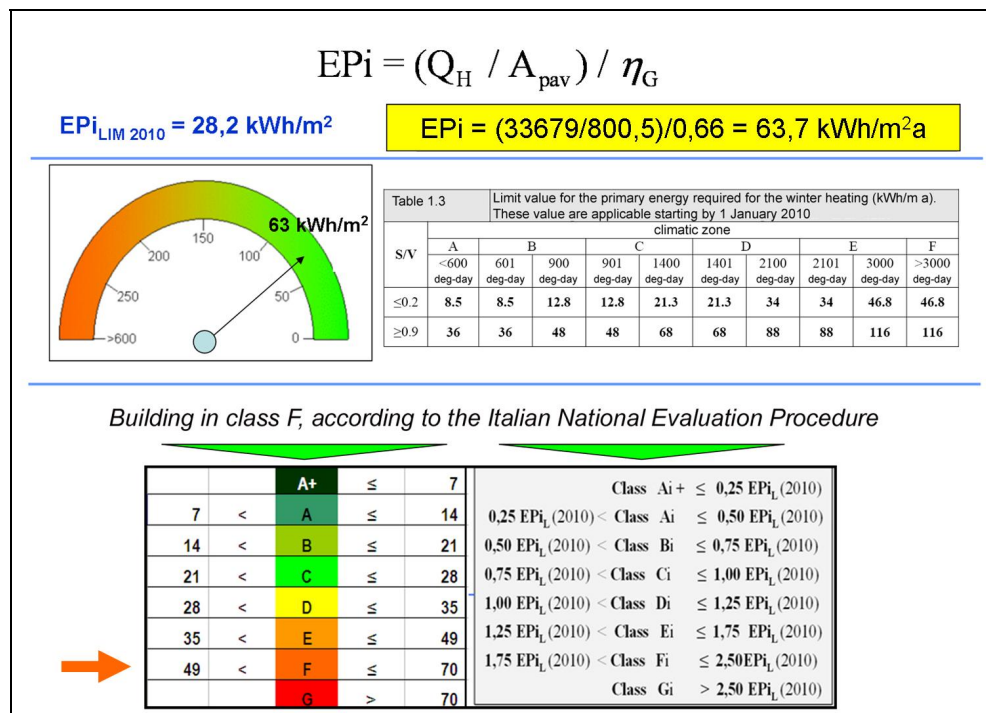 EPi = (Q_H / A_pav) / η_G
EPi_LIM 2010 = 28,2 kWh/m²
EPi = (33679/800,5)/0,66 = 63,7 kWh/m²a
63 kWh/m²
150
200
100
250
50
>600
0
Table 1.3 Limit value for the primary energy required for the winter heating (kWh/m a).
These value are applicable starting by 1 January 2010
climatic zone
S/V A B C D E F
<600 601 900 901 1400 1401 2100 2101 3000 >3000
deg-day deg-day deg-day deg-day deg-day deg-day deg-day deg-day deg-day deg-day
≤0.2 8.5 8.5 12.8 12.8 21.3 21.3 34 34 46.8 46.8
≥0.9 36 36 48 48 68 68 88 88 116 116
Building in class F, according to the Italian National Evaluation Procedure
A+ ≤ 7
7 < A ≤ 14
14 < B ≤ 21
21 < C ≤ 28
28 < D ≤ 35
35 < E ≤ 49
49 < F ≤ 70
G > 70
Class Ai + ≤ 0,25 EPi_L (2010)
0,25 EPi_L (2010) < Class Ai ≤ 0,50 EPi_L (2010)
0,50 EPi_L (2010) < Class Bi ≤ 0,75 EPi_L (2010)
0,75 EPi_L (2010) < Class Ci ≤ 1,00 EPi_L (2010)
1,00 EPi_L (2010) < Class Di ≤ 1,25 EPi_L (2010)
1,25 EPi_L (2010) < Class Ei ≤ 1,75 EPi_L (2010)
1,75 EPi_L (2010) < Class Fi ≤ 2,50EPi_L (2010)
Class Gi > 2,50 EPi_L (2010)